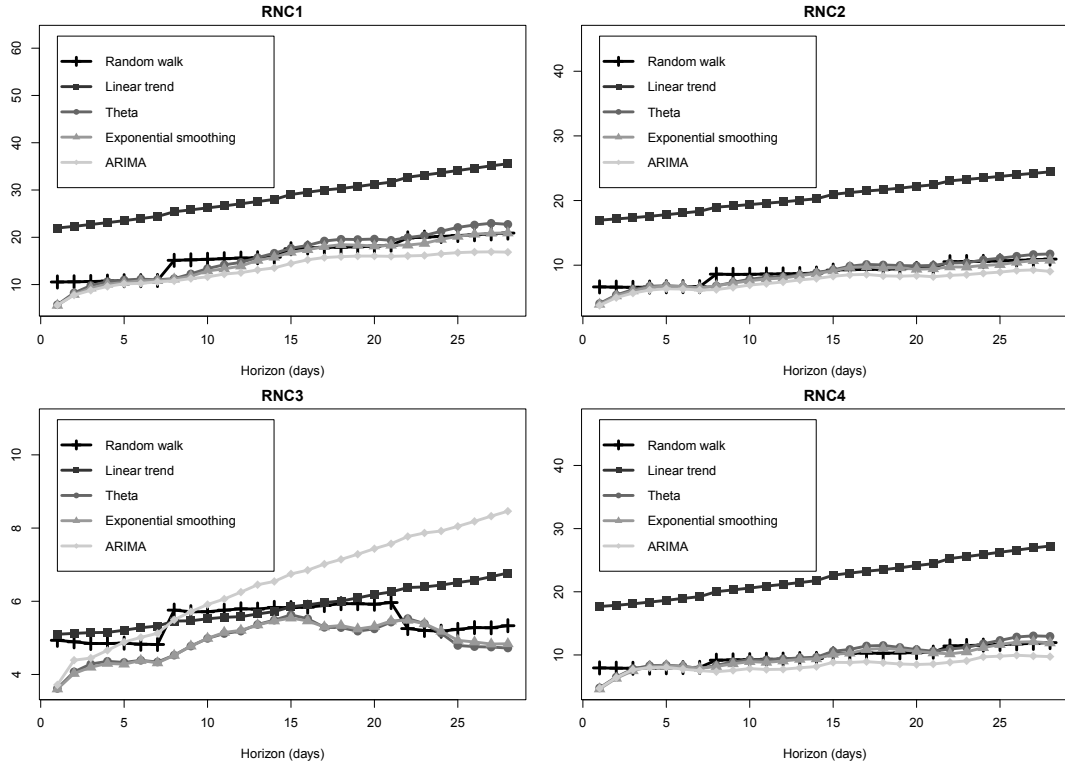 RNC1
60
50
40
30
20
10
Random walk
Linear trend
Theta
Exponential smoothing
ARIMA
0 5 10 15 20 25
Horizon (days)
RNC2
40
30
20
10
Random walk
Linear trend
Theta
Exponential smoothing
ARIMA
0 5 10 15 20 25
Horizon (days)
RNC3
10
8
6
4
Random walk
Linear trend
Theta
Exponential smoothing
ARIMA
0 5 10 15 20 25
Horizon (days)
RNC4
40
30
20
10
Random walk
Linear trend
Theta
Exponential smoothing
ARIMA
0 5 10 15 20 25
Horizon (days)